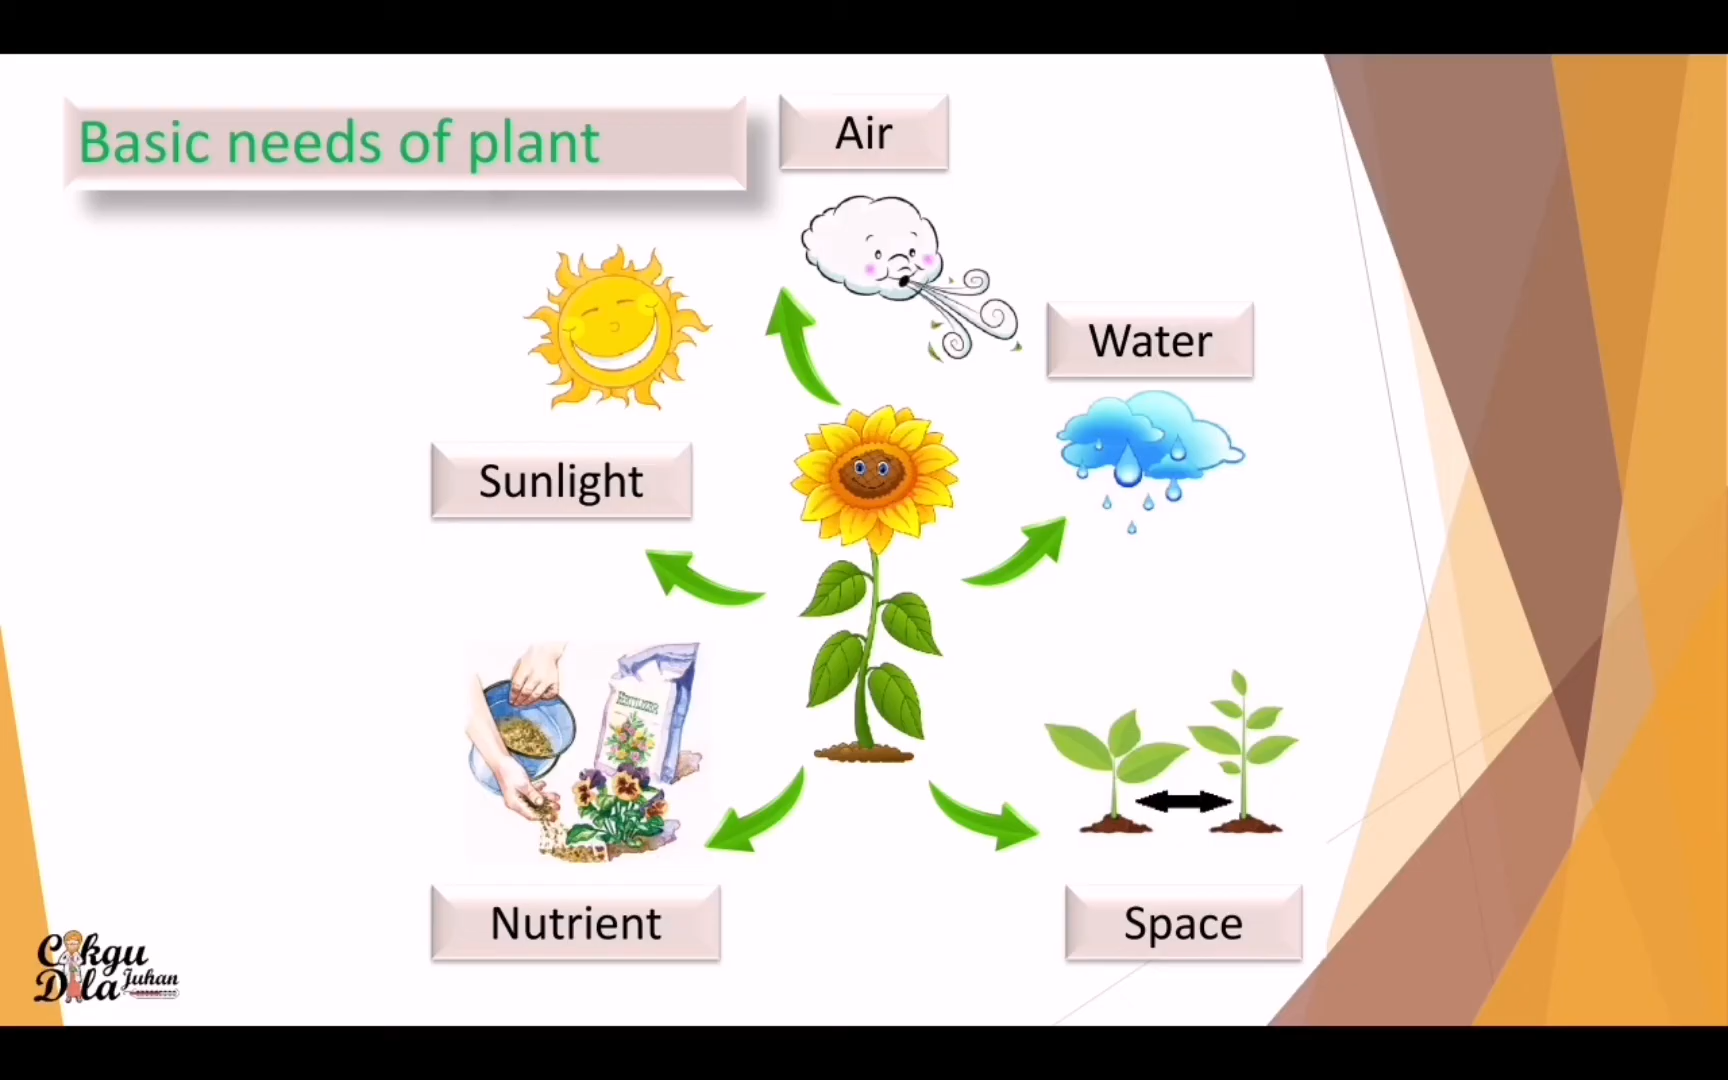 Basic needs of plant
Air
Water
Sunlight
Nutrient
Space
Cikgu
Dila Juhan